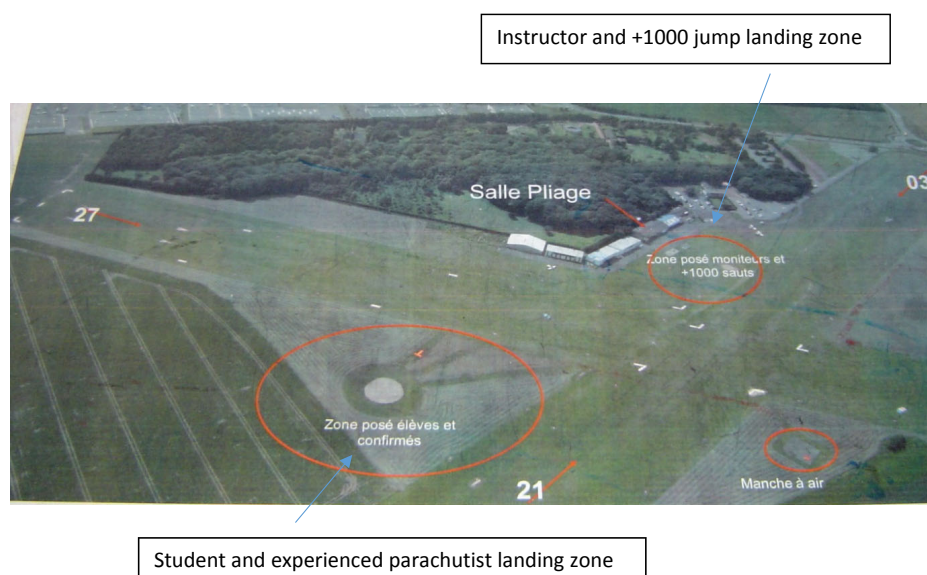 Instructor and +1000 jump landing zone
03
Salle Pliage
27
Zone posé moniteurs et
+1000 sauts
Zone posé élèves et
confirmés
21
Manche à air
Student and experienced parachutist landing zone